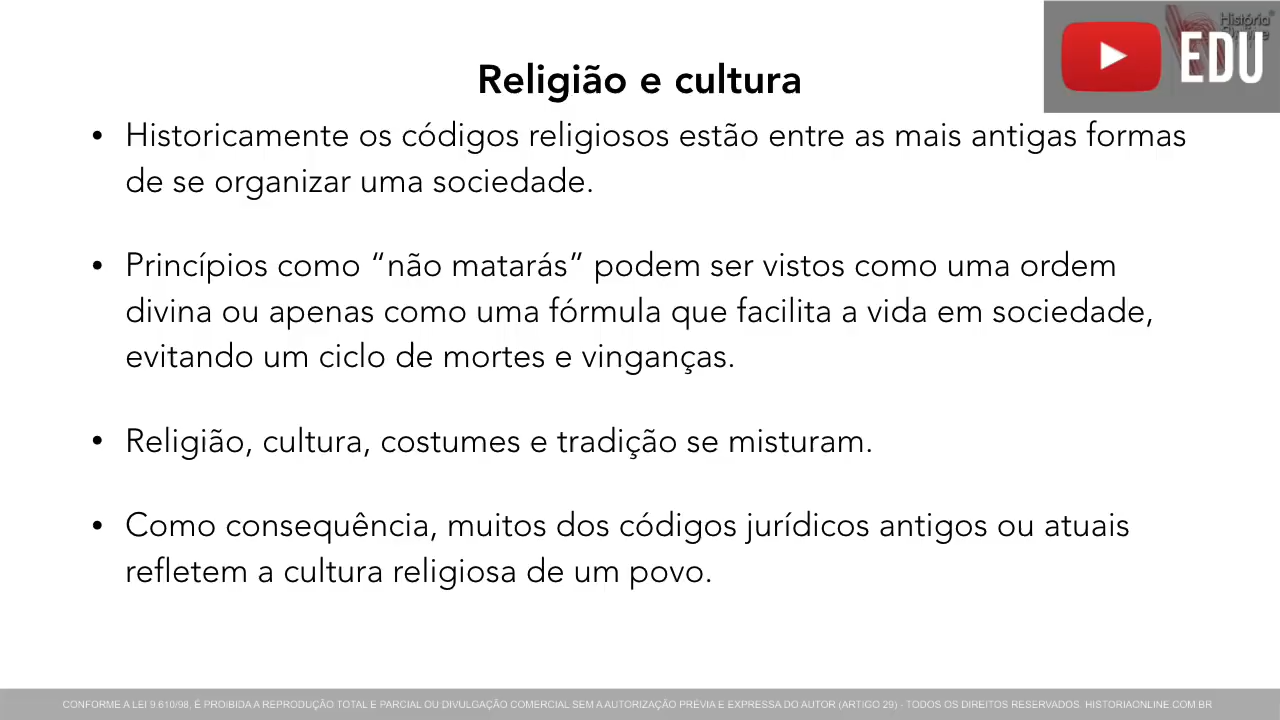 História
Online
EDU
Religião e cultura
• Historicamente os códigos religiosos estão entre as mais antigas formas
de se organizar uma sociedade.
• Princípios como “não matarás” podem ser vistos como uma ordem
divina ou apenas como uma fórmula que facilita a vida em sociedade,
evitando um ciclo de mortes e vinganças.
• Religião, cultura, costumes e tradição se misturam.
• Como consequência, muitos dos códigos jurídicos antigos ou atuais
refletem a cultura religiosa de um povo.
CONFORME A LEI 9.610/98, É PROIBIDA A REPRODUÇÃO TOTAL E PARCIAL OU DIVULGAÇÃO COMERCIAL SEM A AUTORIZAÇÃO PRÉVIA E EXPRESSA DO AUTOR (ARTIGO 29) - TODOS OS DIREITOS RESERVADOS. HISTORIAONLINE.COM.BR